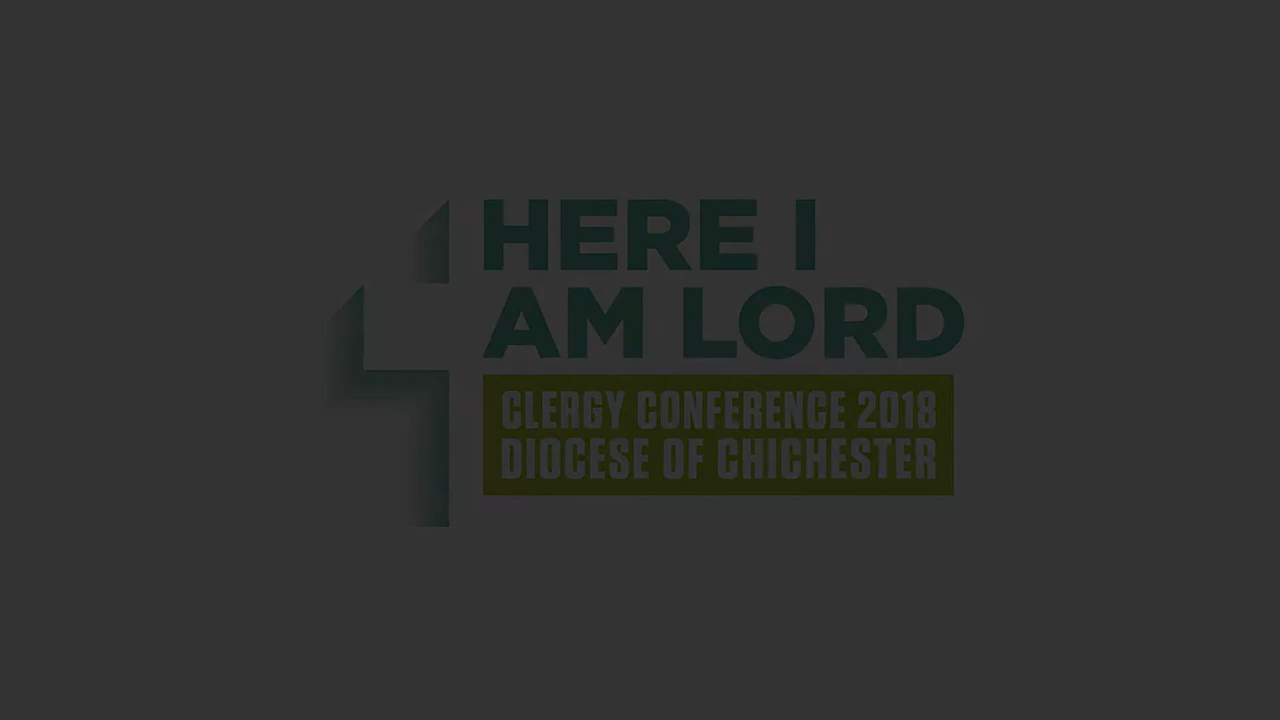 HERE I
AM LORD
CLERGY CONFERENCE 2018
DIOCESE OF CHICHESTER